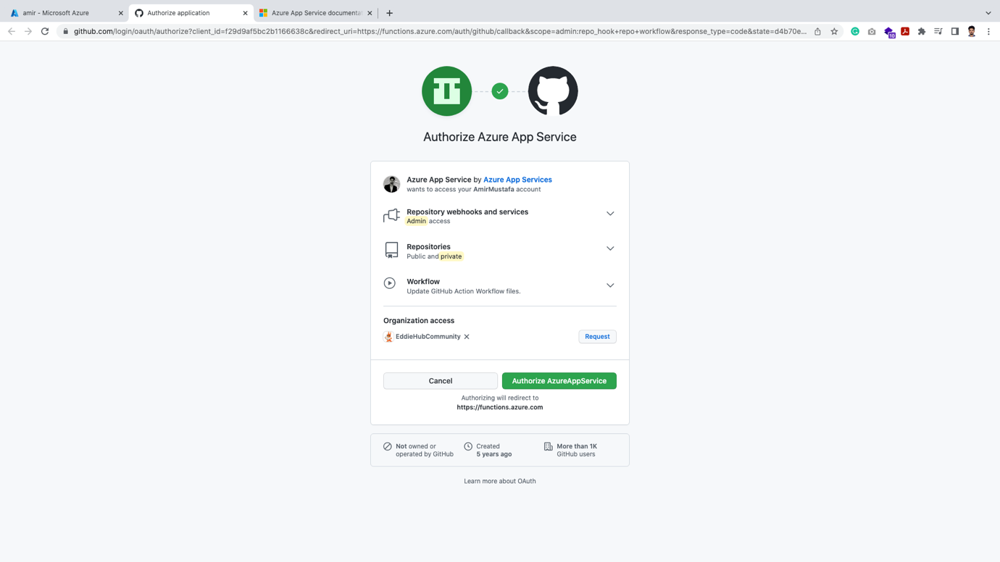 amir - Microsoft Azure
Authorize application
Azure App Service documentat
github.com/login/oauth/authorize?client_id=f29d9af5bc2b1166638c&redirect_uri=https://functions.azure.com/auth/github/callback&scope=admin:repo_hook+repo+workflow&response_type=code&state=d4b70e...
10
Authorize Azure App Service
Azure App Service by Azure App Services
wants to access your AmirMustafa account
Repository webhooks and services
Admin access
Repositories
Public and private
Workflow
Update GitHub Action Workflow files.
Organization access
EddieHubCommunity
Request
Cancel
Authorize AzureAppService
Authorizing will redirect to
https://functions.azure.com
Not owned or
operated by GitHub
Created
5 years ago
More than 1K
GitHub users
Learn more about OAuth